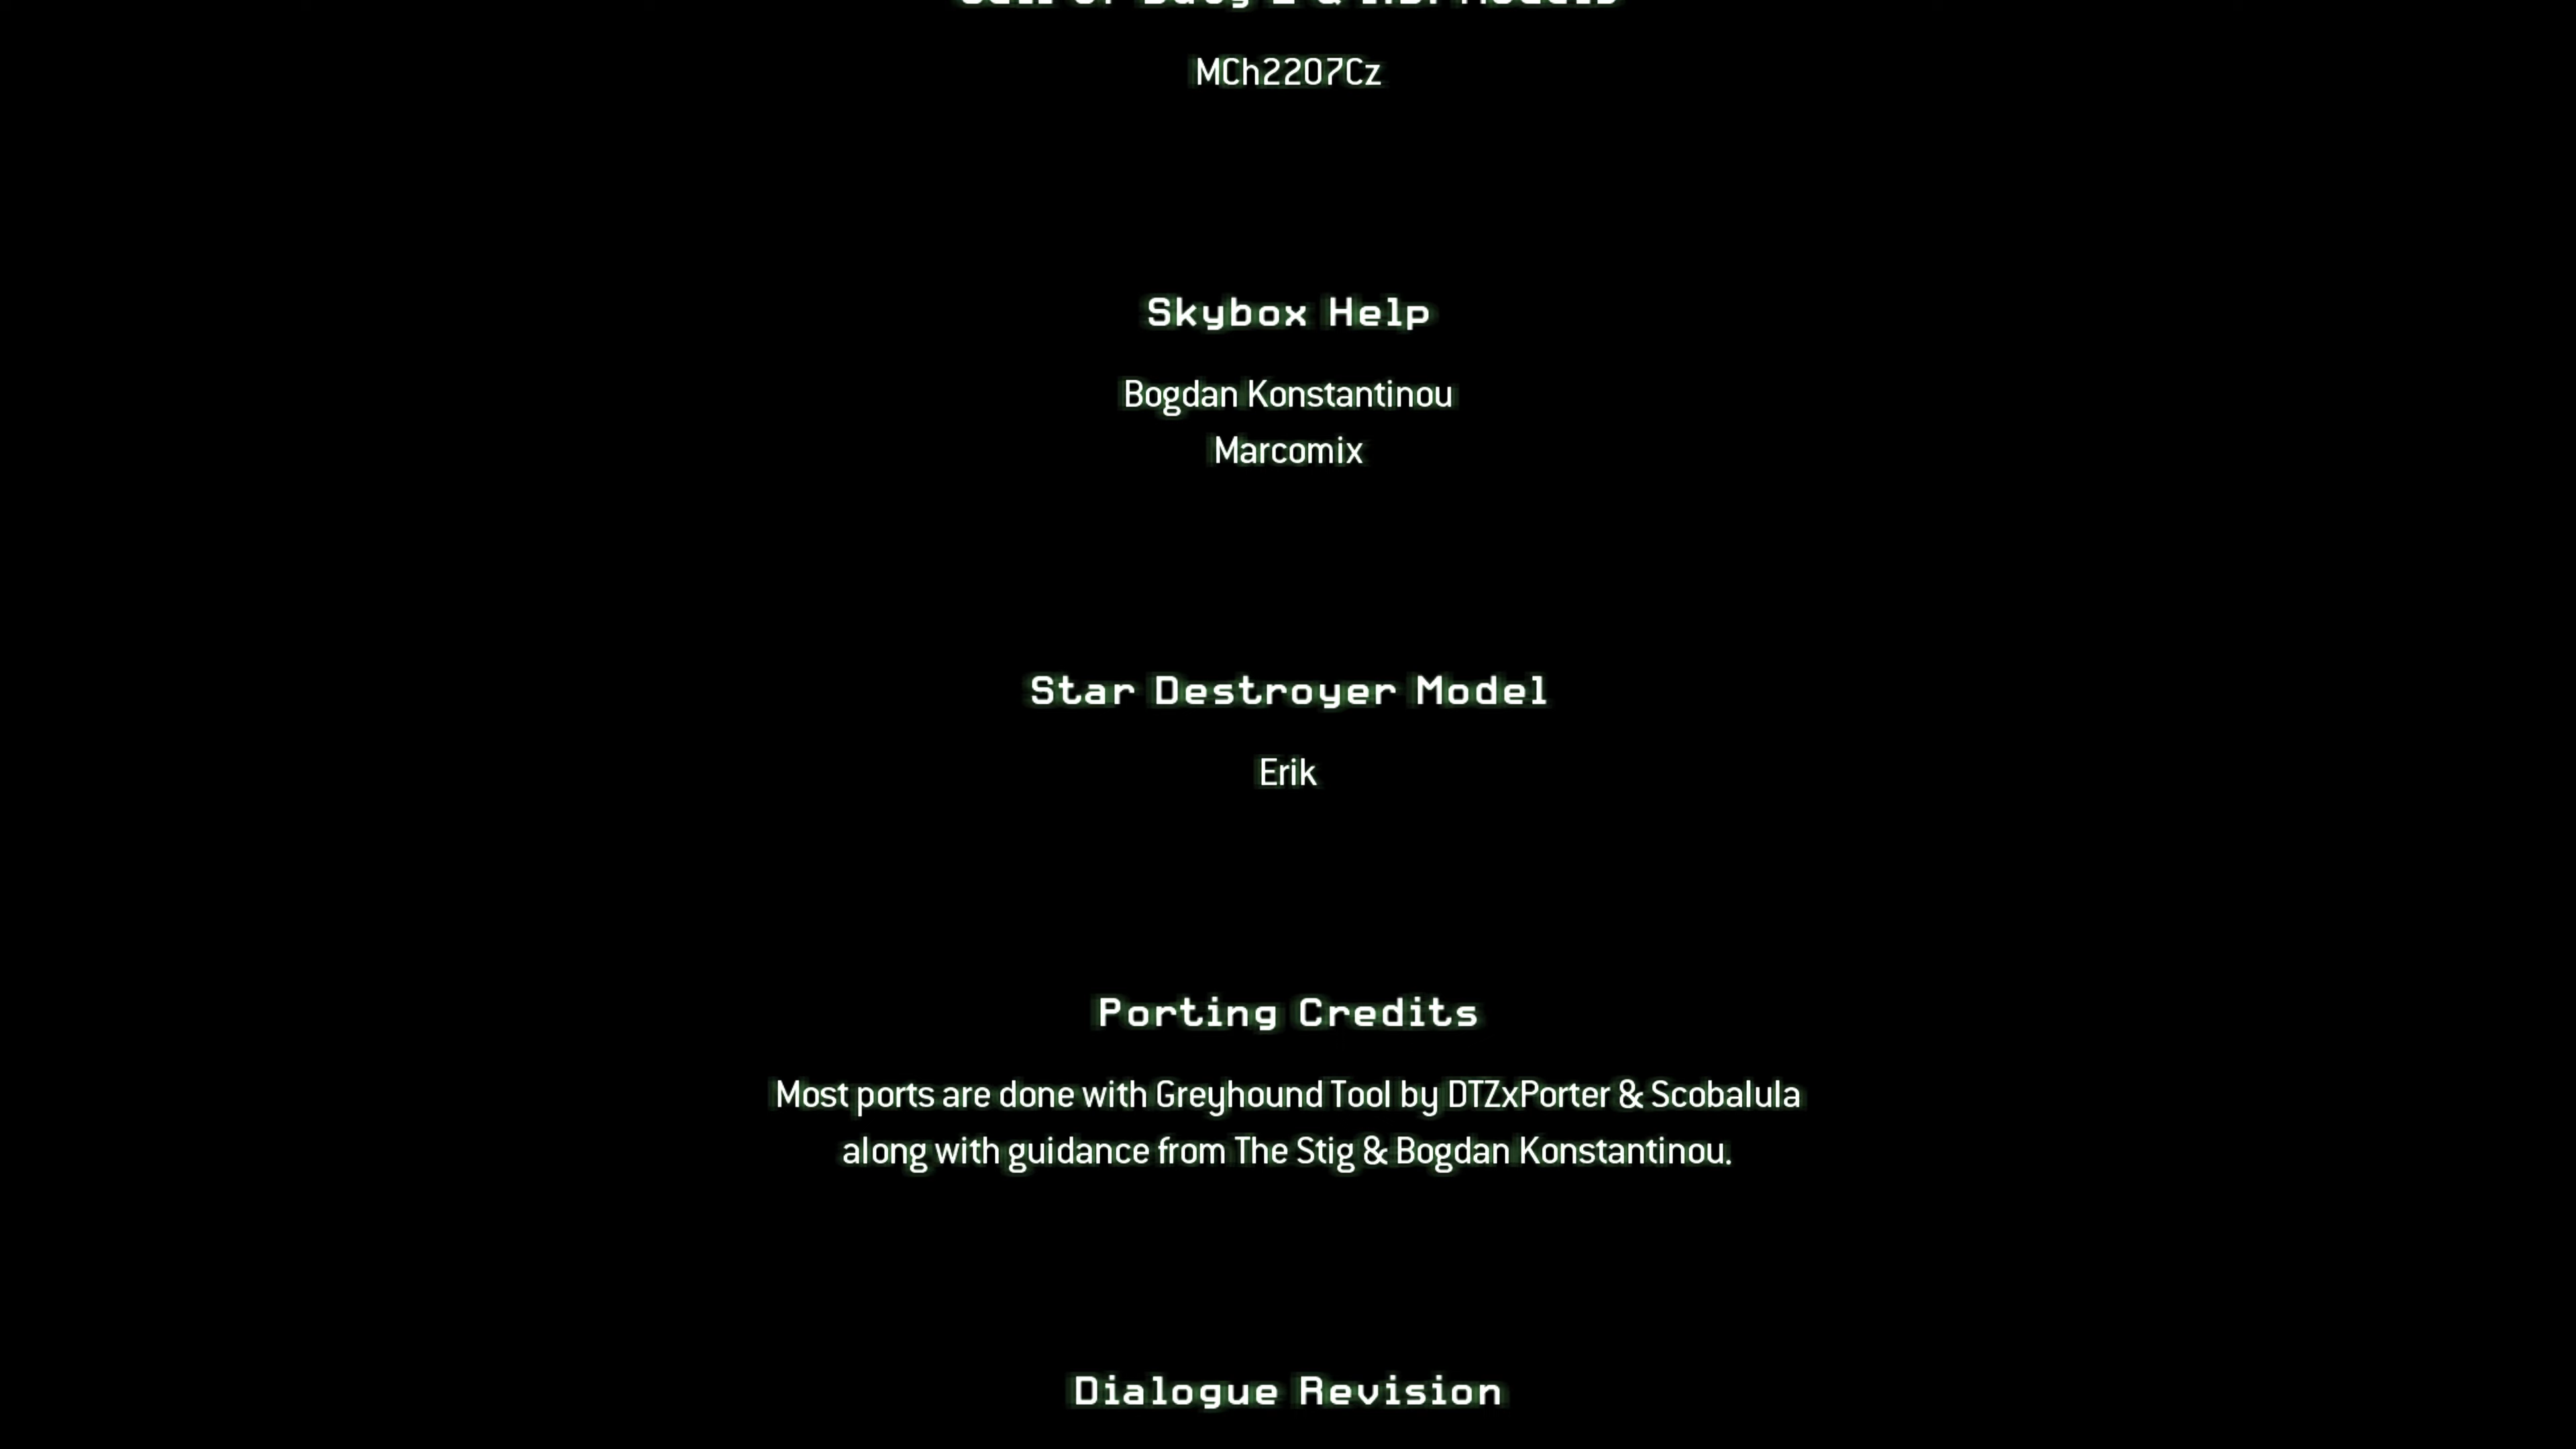 MCh2207Cz
Skybox Help
Bogdan Konstantinou
Marcomix
Star Destroyer Model
Erik
Porting Credits
Most ports are done with Greyhound Tool by DTZxPorter & Scobalula
along with guidance from The Stig & Bogdan Konstantinou.
Dialogue Revision